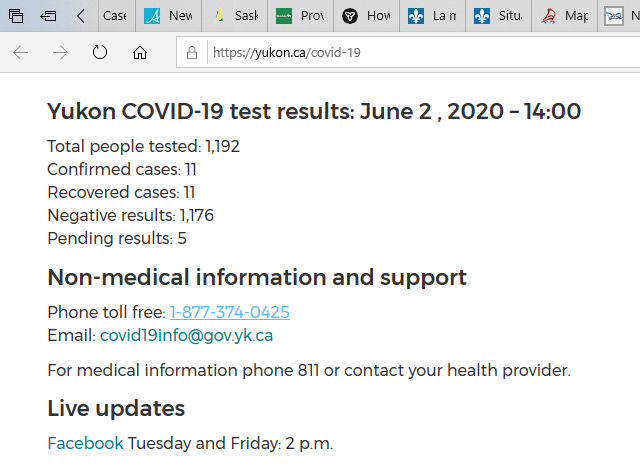 Case
New
Sask
Prov
How
La m
Situ
Map
N
https://yukon.ca/covid-19
Yukon COVID-19 test results: June 2 , 2020 – 14:00
Total people tested: 1,192
Confirmed cases: 11
Recovered cases: 11
Negative results: 1,176
Pending results: 5
Non-medical information and support
Phone toll free: 1-877-374-0425
Email: covid19info@gov.yk.ca
For medical information phone 811 or contact your health provider.
Live updates
Facebook Tuesday and Friday: 2 p.m.